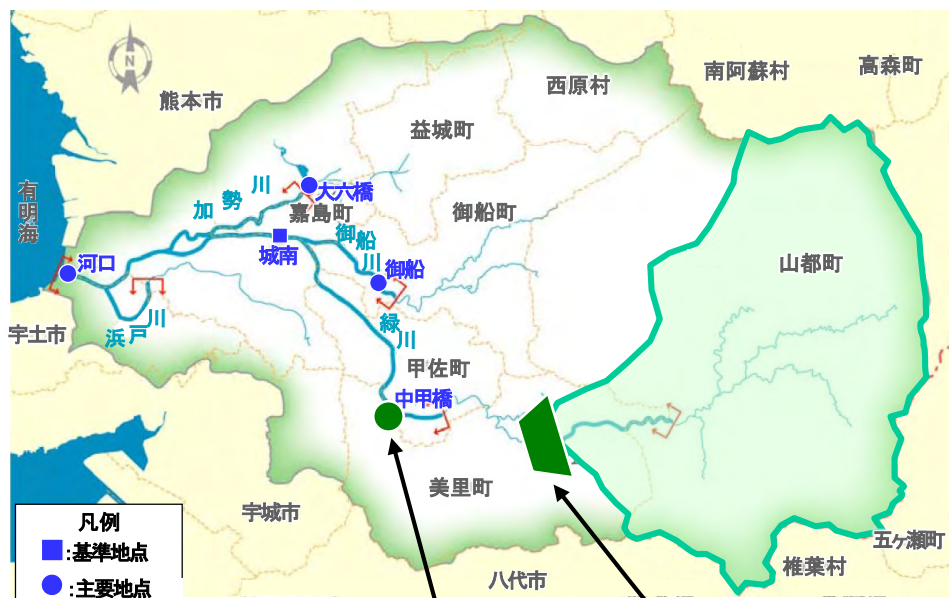 N
南阿蘇村
高森町
西原村
熊本市
益城町
有明海
大六橋
加勢川
嘉島町
御船町
御船川
城南
山都町
河口
御船
浜戸川
宇土市
緑川
甲佐町
中甲橋
美里町
宇城市
凡例
:基準地点
:主要地点
八代市
椎葉村
五ヶ瀬町